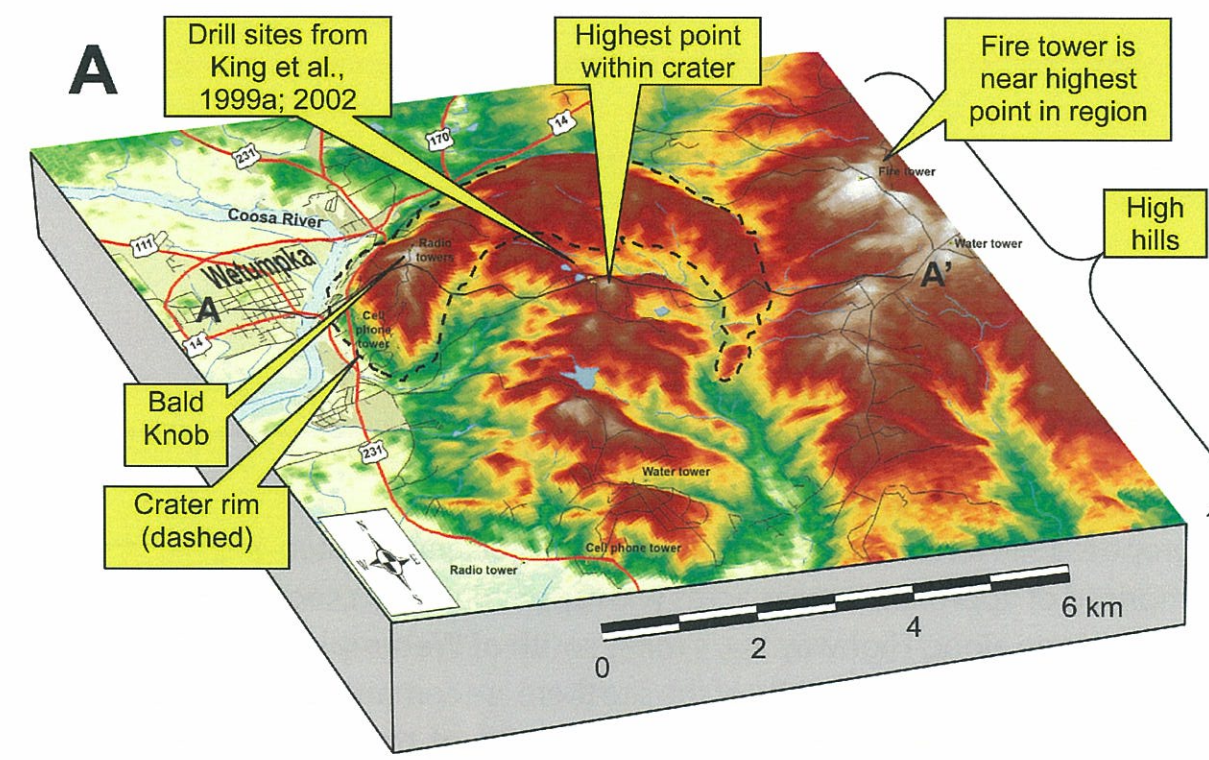 A
Drill sites from
King et al.,
1999a; 2002
Highest point
within crater
Fire tower is
near highest
point in region
231
170
14
Fire tower
Coosa River
High
hills
111
Radio
towers
Water tower
Wetumpka
A
A'
14
Cell
phone
tower
Bald
Knob
231
Water tower
Crater rim
(dashed)
Cell phone tower
Radio tower
0
2
4
6 km